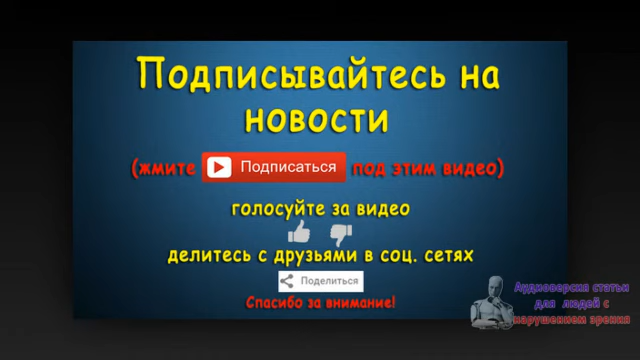 Подписывайтесь на
новости
(жмите Подписаться под этим видео)
голосуйте за видео
делитесь с друзьями в соц. сетях
Поделиться
Спасибо за внимание!
Аудиоверсия статьи
для людей с
нарушением зрения